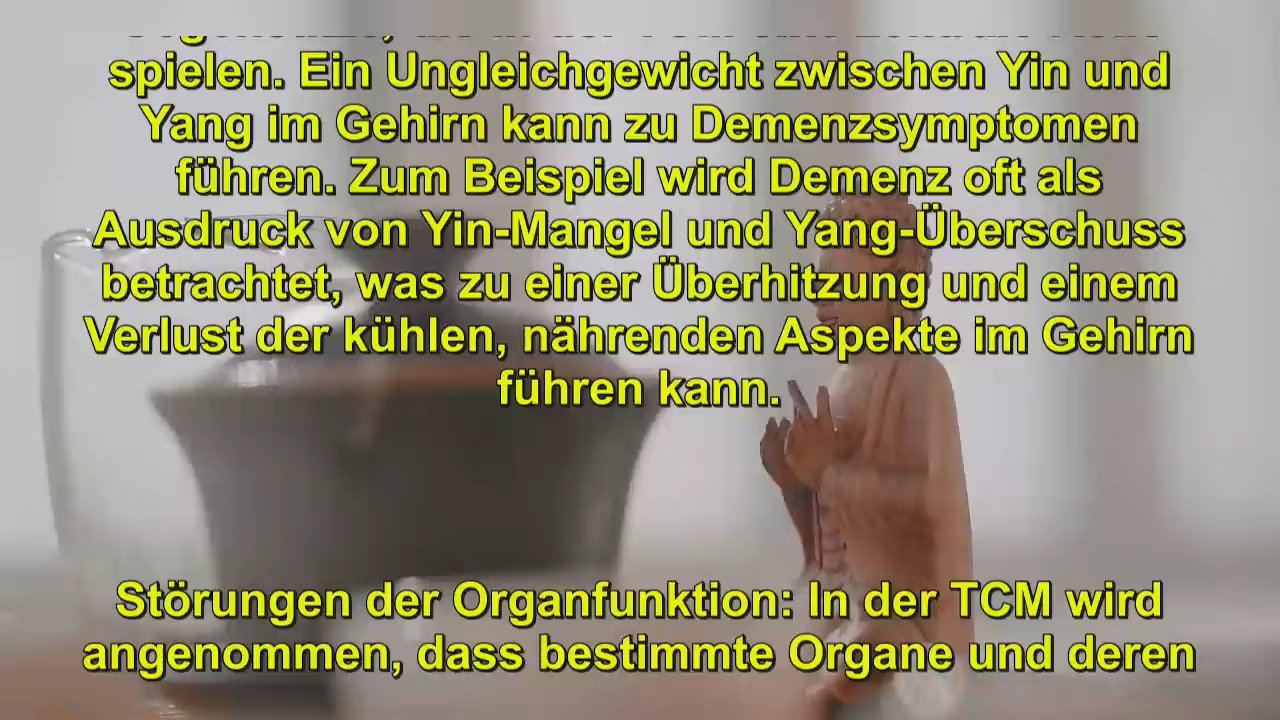 spielen. Ein Ungleichgewicht zwischen Yin und
Yang im Gehirn kann zu Demenzsymptomen
führen. Zum Beispiel wird Demenz oft als
Ausdruck von Yin-Mangel und Yang-Überschuss
betrachtet, was zu einer Überhitzung und einem
Verlust der kühlen, nährenden Aspekte im Gehirn
führen kann.
Störungen der Organfunktion: In der TCM wird
angenommen, dass bestimmte Organe und deren